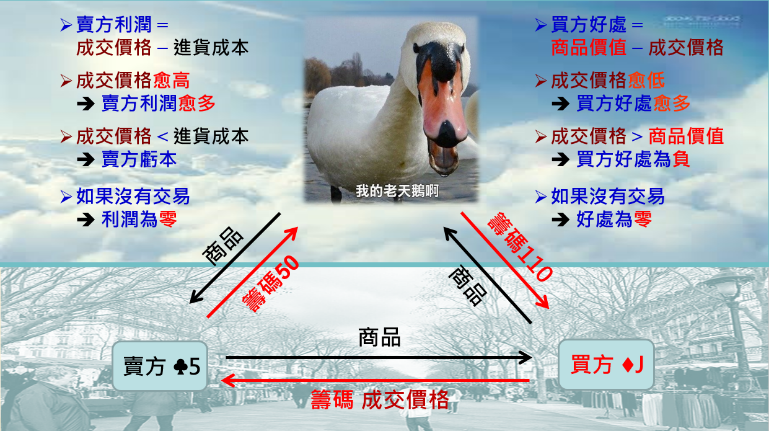 ➢賣方利潤 =
成交價格 – 進貨成本
➢成交價格愈高
➔ 賣方利潤愈多
➢成交價格 < 進貨成本
➔ 賣方虧本
➢如果沒有交易
➔ 利潤為零
我的老天鵝啊
above the cloud
➢買方好處 =
商品價值 – 成交價格
➢成交價格愈低
➔ 買方好處愈多
➢成交價格 > 商品價值
➔ 買方好處為負
➢如果沒有交易
➔ 好處為零
商品
籌碼50
籌碼110
商品
商品
賣方 ♣5
買方 ♦J
籌碼 成交價格